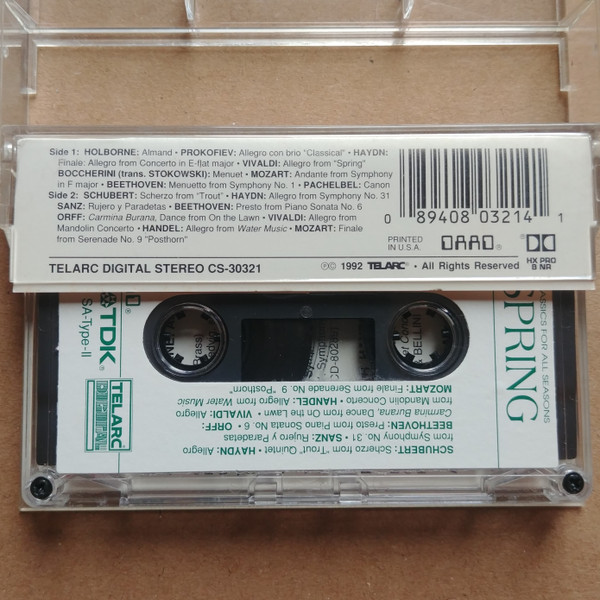 Side 1: HOLBORNE: Almand • PROKOFIEV: Allegro con brio "Classical" • HAYDN:
Finale: Allegro from Concerto in E-flat major • VIVALDI: Allegro from "Spring"
BOCCHERINI (trans. STOKOWSKI): Menuet • MOZART: Andante from Symphony
in F major • BEETHOVEN: Menuetto from Symphony No. 1 • PACHELBEL: Canon
Side 2: SCHUBERT: Scherzo from "Trout" • HAYDN: Allegro from Symphony No. 31
SANZ: Rujero y Paradetas • BEETHOVEN: Presto from Piano Sonata No. 6
ORFF: Carmina Burana, Dance from On the Lawn • VIVALDI: Allegro from
Mandolin Concerto • HANDEL: Allegro from Water Music • MOZART: Finale
from Serenade No. 9 "Posthorn"
0 89408 03214 1
PRINTED
IN U.S.A.
DAAD
HX PRO
B NR
TELARC DIGITAL STEREO CS-30321
℗© 1992 TELARC® • All Rights Reserved
CLASSICS FOR ALL SEASONS
SPRING
SCHUBERT: Scherzo from "Trout" Quintet • HAYDN: Allegro
from Symphony No. 31 • SANZ: Rujero y Paradetas
BEETHOVEN: Presto from Piano Sonata No. 6 • ORFF:
Carmina Burana, Dance from On the Lawn • VIVALDI: Allegro
from Mandolin Concerto • HANDEL: Allegro from Water Music
MOZART: Finale from Serenade No. 9 "Posthorn"
TELARC
DIGITAL
TDK
SA-Type-II
BELLINI